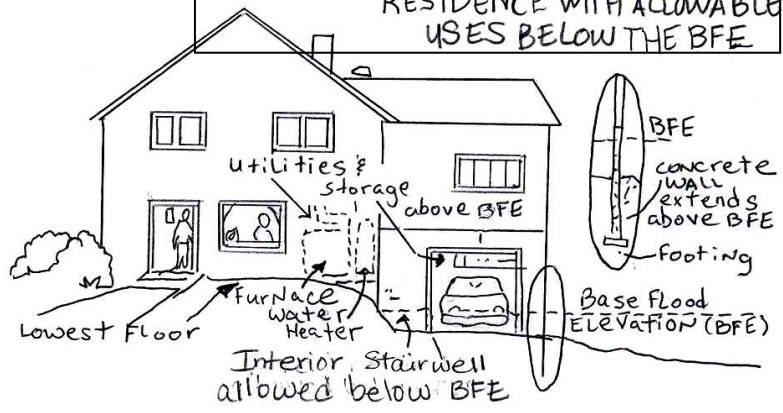 RESIDENCE WITH ALLOWABLE
USES BELOW THE BFE
BFE
CONCRETE
WALL
extends
above BFE
Footing
utilities &
storage
above BFE
Furnace
Water
Heater
Lowest Floor
Base Flood
ELEVATION (BFE)
Interior Stairwell
allowed below BFE